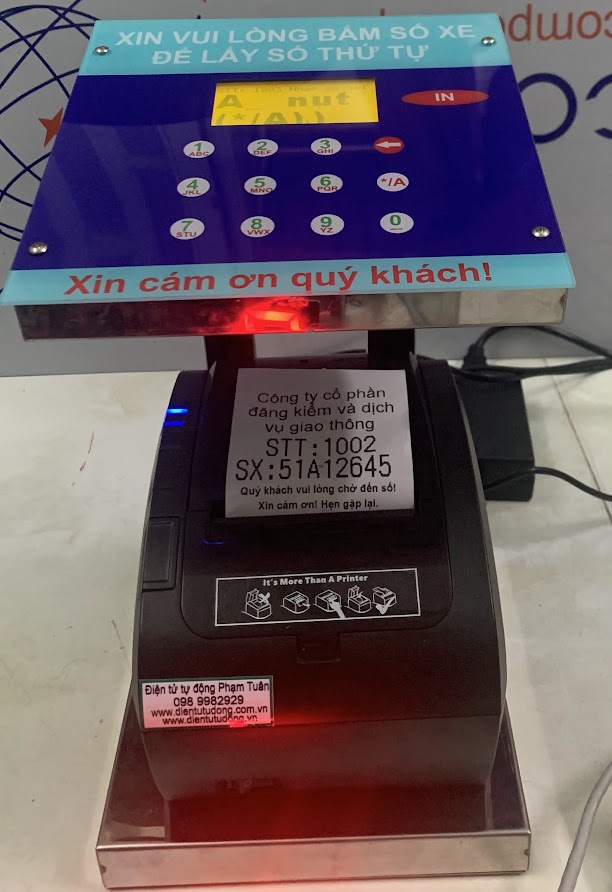 XIN VUI LÒNG BẤM SỐ XE
ĐỂ LẤY SỐ THỨ TỰ
A nut
(*/A).)
IN
1 ABC
2 DEF
3 GHI
4 JKL
5 MNO
6 PQR
*/A
7 STU
8 VWX
9 YZ
0
Xin cám ơn quý khách!
Công ty cổ phần
đăng kiểm và dịch
vụ giao thông
STT:1002
SX:51A12645
Quý khách vui lòng chờ đến số!
Xin cảm ơn! Hẹn gặp lại.
It's More Than A Printer
Điện tử tự động Phạm Tuân
098 9982929
www.dientutudong.com.vn
www.dientutudong.vn